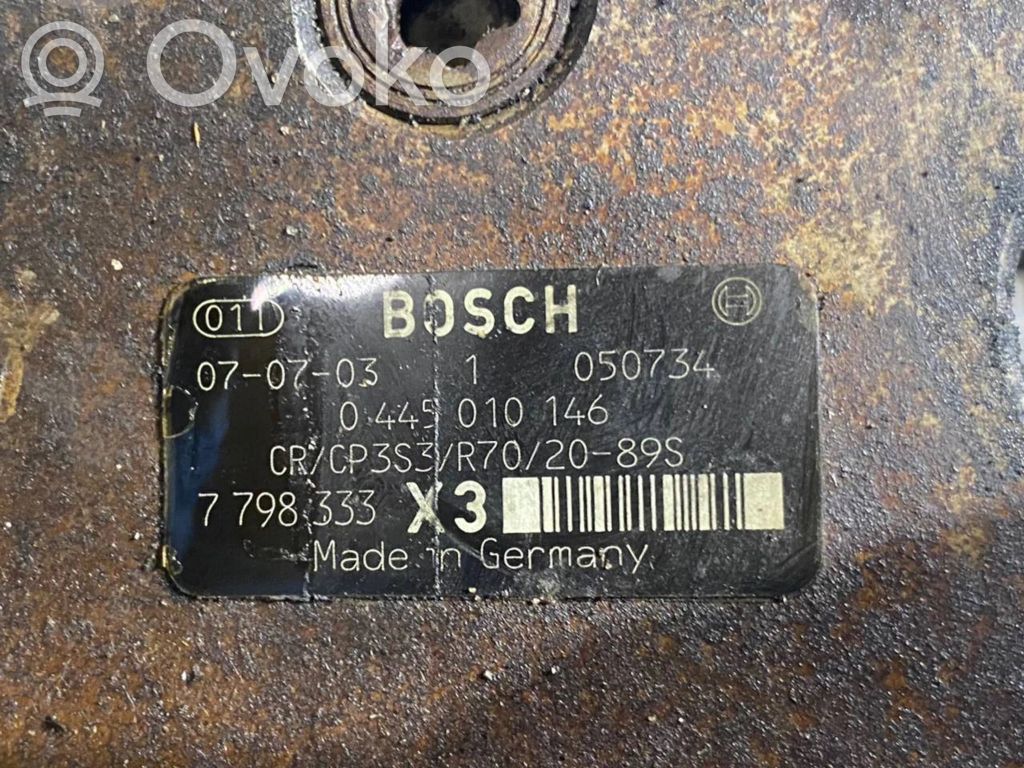 Ovoko
011 BOSCH
07-07-03 1 050734
0 445 010 146
CR/CP3S3/R70/20-89S
7 798 333 X3
Made in Germany